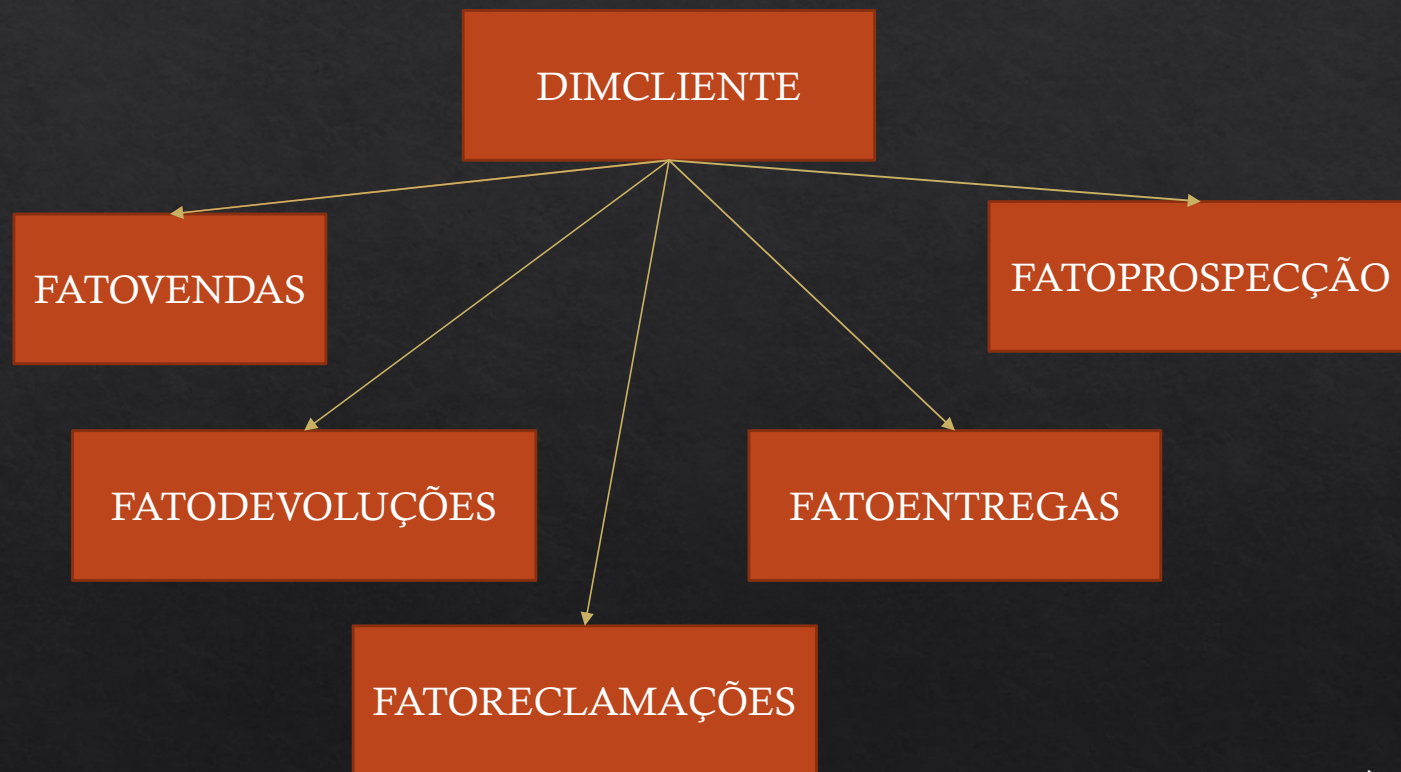 DIMCLIENTE
FATOVENDAS
FATOPROSPECÇÃO
FATODEVOLUÇÕES
FATOENTREGAS
FATORECLAMAÇÕES